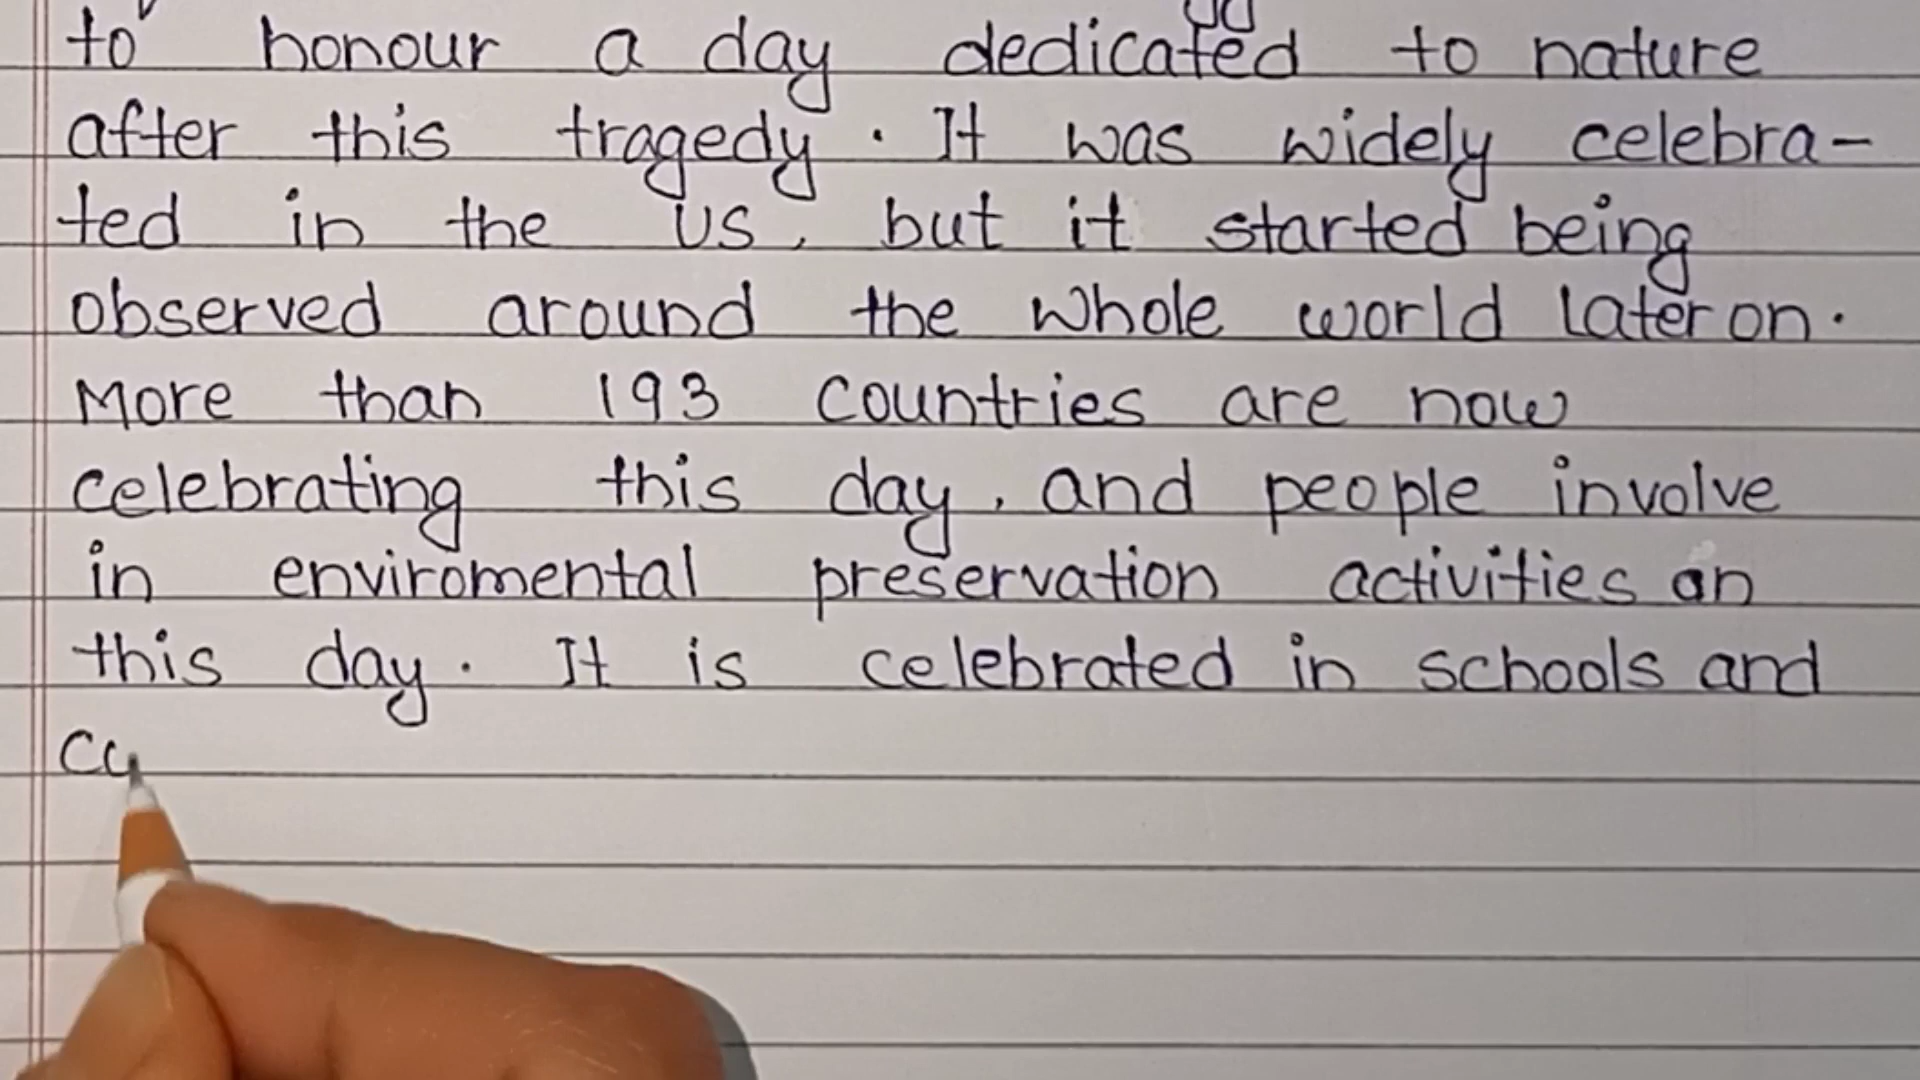 to honour a day dedicated to nature
after this tragedy. It was widely celebra-
ted in the US, but it started being
observed around the whole world later on.
More than 193 countries are now
celebrating this day, and people involve
in enviromental preservation activities on
this day. It is celebrated in schools and